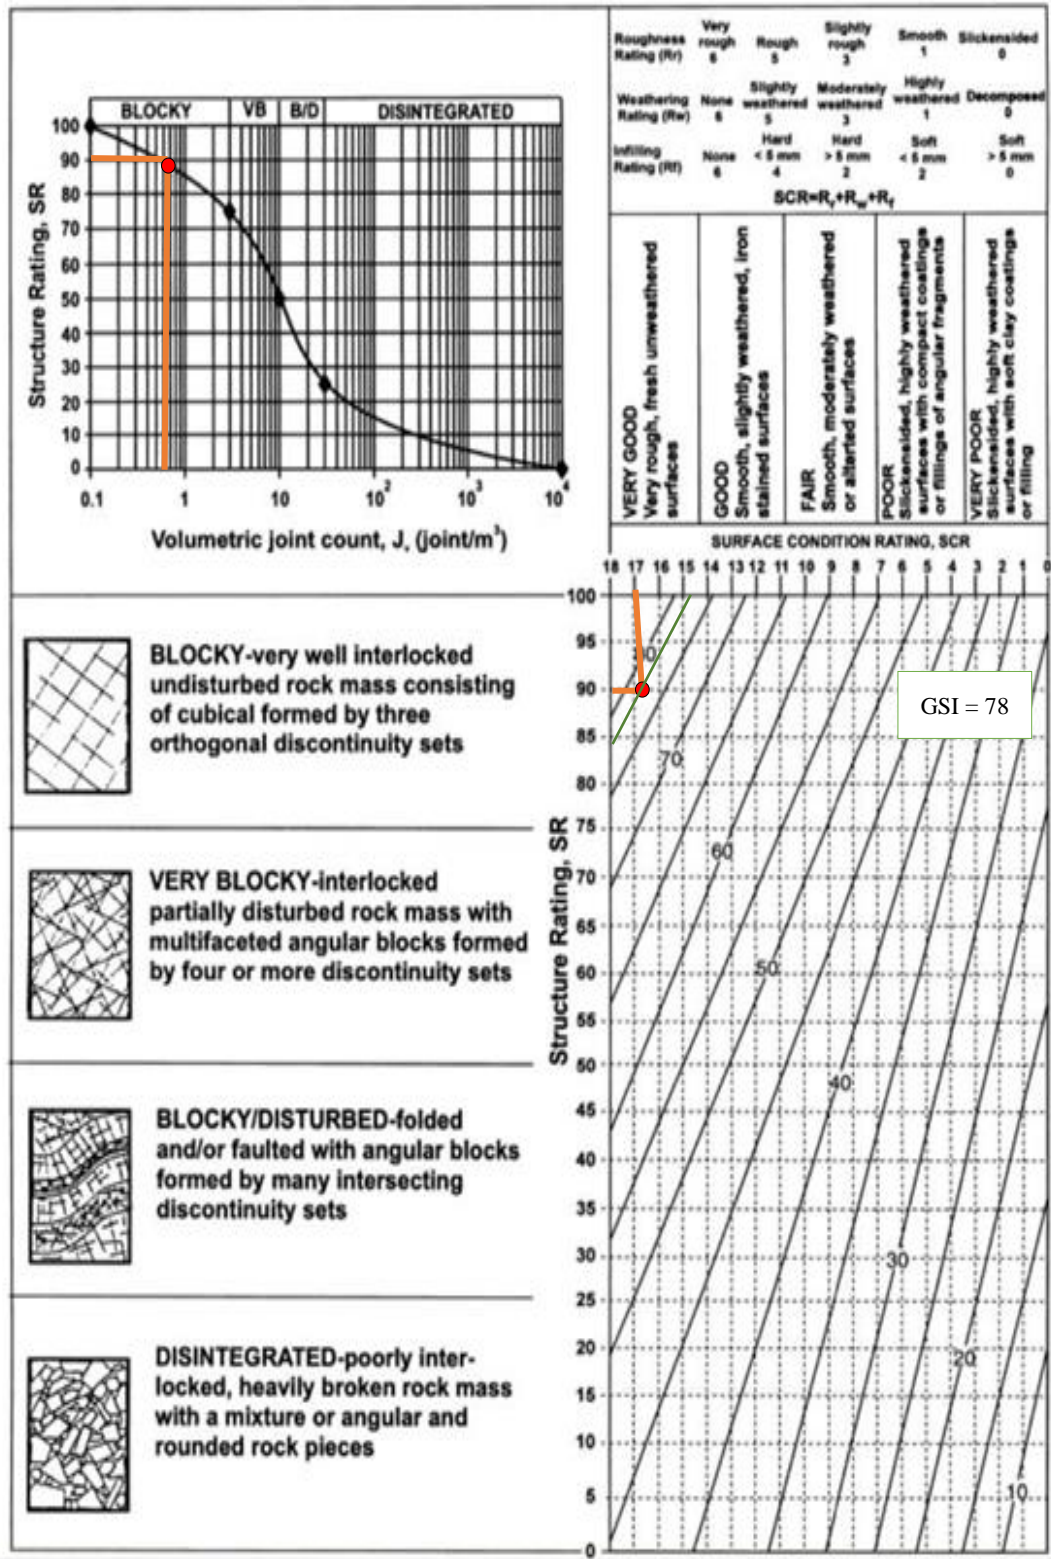 Roughness Rating (Rr) Very rough 6 Rough 5 Slightly rough 3 Smooth 1 Slickensided 0
Weathering Rating (Rw) None 6 Slightly weathered 5 Moderately weathered 3 Highly weathered 1 Decomposed 0
Infilling Rating (Rf) None 6 Hard < 5 mm 4 Hard > 5 mm 2 Soft < 5 mm 2 Soft > 5 mm 0
SCR=Rr+Rw+Rf
BLOCKY VB B/D DISINTEGRATED
Structure Rating, SR
100
90
80
70
60
50
40
30
20
10
0
0.1 1 10 10² 10³ 10⁴
Volumetric joint count, Jv (joint/m³)
VERY GOOD
Very rough, fresh unweathered
surfaces
GOOD
Smooth, slightly weathered, iron
stained surfaces
FAIR
Smooth, moderately weathered
or alterted surfaces
POOR
Slickensided, highly weathered
surfaces with compact coatings
or fillings of angular fragments
VERY POOR
Slickensided, highly weathered
surfaces with soft clay coatings
or filling
SURFACE CONDITION RATING, SCR
18 17 16 15 14 13 12 11 10 9 8 7 6 5 4 3 2 1 0
BLOCKY-very well interlocked
undisturbed rock mass consisting
of cubical formed by three
orthogonal discontinuity sets
VERY BLOCKY-interlocked
partially disturbed rock mass with
multifaceted angular blocks formed
by four or more discontinuity sets
BLOCKY/DISTURBED-folded
and/or faulted with angular blocks
formed by many intersecting
discontinuity sets
DISINTEGRATED-poorly inter-
locked, heavily broken rock mass
with a mixture or angular and
rounded rock pieces
Structure Rating, SR
100
95
90
85
80
75
70
65
60
55
50
45
40
35
30
25
20
15
10
5
0
GSI = 78
70
60
50
40
30
20
10